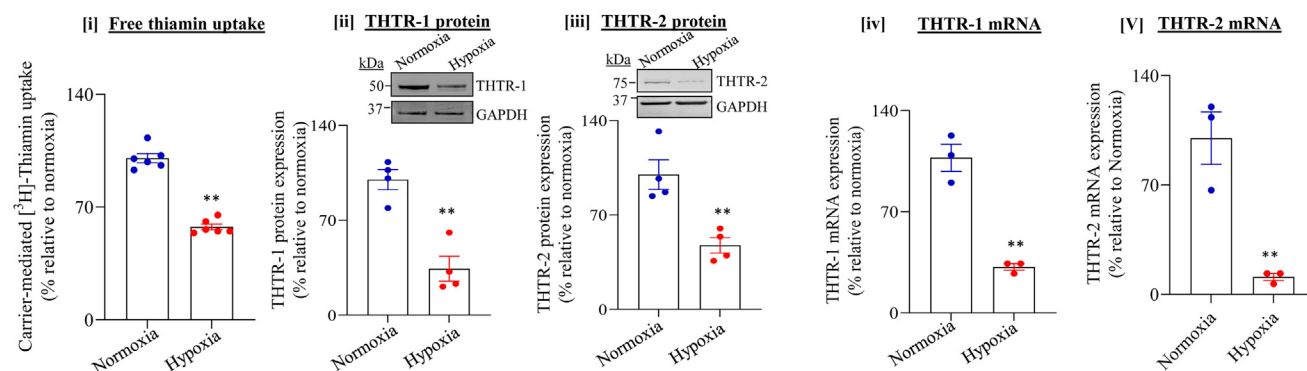 [i] Free thiamin uptake
Carrier-mediated [³H]-Thiamin uptake
(% relative to normoxia)
140
70
0
Normoxia
Hypoxia
**
[ii] THTR-1 protein
kDa
Normoxia
Hypoxia
50
THTR-1
37
GAPDH
THTR-1 protein expression
(% relative to normoxia)
140
70
0
**
Normoxia
Hypoxia
[iii] THTR-2 protein
kDa
Normoxia
Hypoxia
75
THTR-2
37
GAPDH
THTR-2 protein expression
(% relative to normoxia)
140
70
0
**
Normoxia
Hypoxia
[iv] THTR-1 mRNA
THTR-1 mRNA expression
(% relative to normoxia)
140
70
0
**
Normoxia
Hypoxia
[V] THTR-2 mRNA
THTR-2 mRNA expression
(% relative to Normoxia)
140
70
0
**
Normoxia
Hypoxia